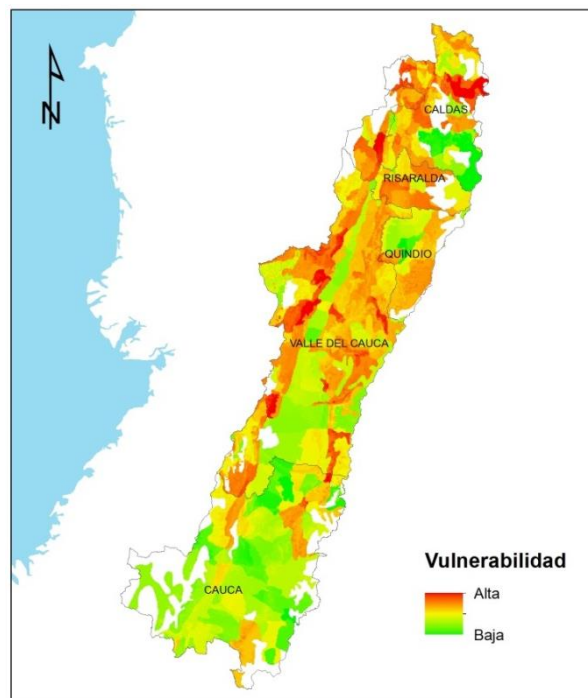 N
CALDAS
RISARALDA
QUINDIO
VALLE DEL CAUCA
CAUCA
Vulnerabilidad
Alta
Baja